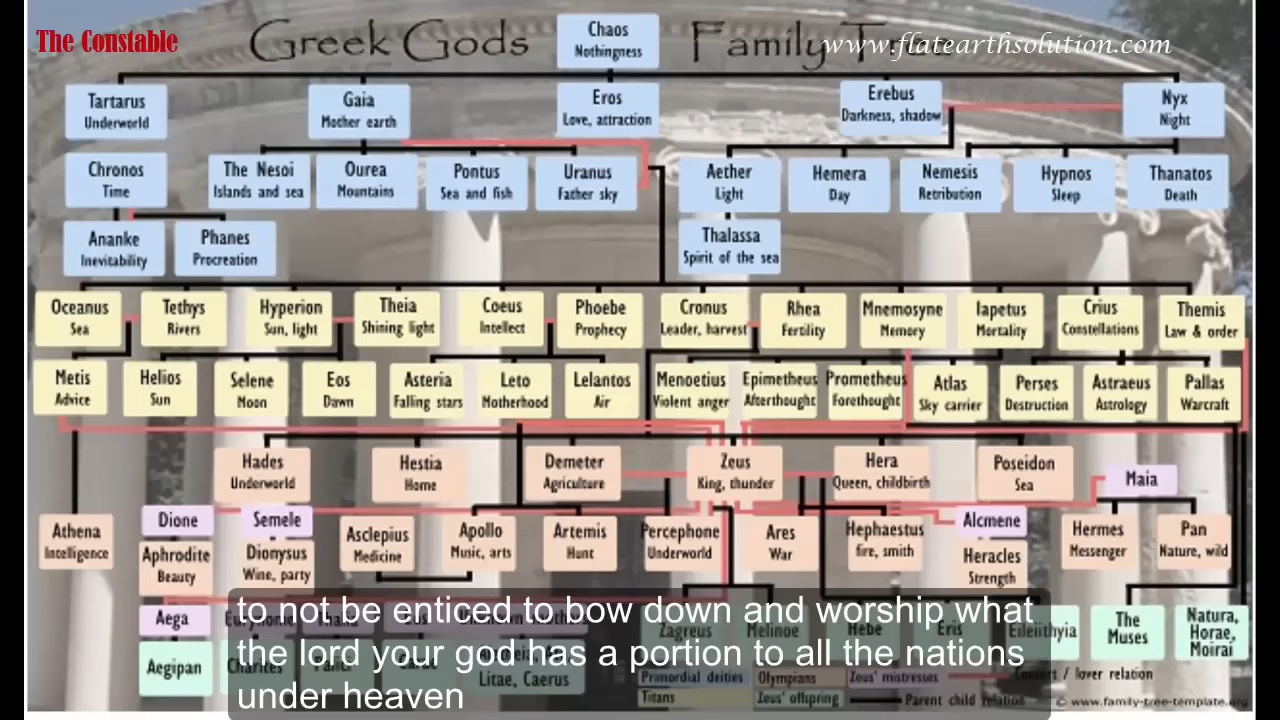 The Constable
Greek Gods Family
www.flatearthsolution.com
Chaos
Nothingness
Tartarus
Underworld
Gaia
Mother earth
Eros
Love, attraction
Erebus
Darkness, shadow
Nyx
Night
Chronos
Time
The Nesoi
Islands and sea
Ourea
Mountains
Pontus
Sea and fish
Uranus
Father sky
Aether
Light
Hemera
Day
Nemesis
Retribution
Hypnos
Sleep
Thanatos
Death
Ananke
Inevitability
Phanes
Procreation
Thalassa
Spirit of the sea
Oceanus
Sea
Tethys
Rivers
Hyperion
Sun, light
Theia
Shining light
Coeus
Intellect
Phoebe
Prophecy
Cronus
Leader, harvest
Rhea
Fertility
Mnemosyne
Memory
Iapetus
Mortality
Crius
Constellations
Themis
Law & order
Metis
Advice
Helios
Sun
Selene
Moon
Eos
Dawn
Asteria
Falling stars
Leto
Motherhood
Lelantos
Air
Menoetius
Violent anger
Epimetheus
Afterthought
Prometheus
Forethought
Atlas
Sky carrier
Perses
Destruction
Astraeus
Astrology
Pallas
Warcraft
Hades
Underworld
Hestia
Home
Demeter
Agriculture
Zeus
King, thunder
Hera
Queen, childbirth
Poseidon
Sea
Maia
Athena
Intelligence
Dione
Aphrodite
Beauty
Semele
Dionysus
Wine, party
Asclepius
Medicine
Apollo
Music, arts
Artemis
Hunt
Percephone
Underworld
Ares
War
Hephaestus
fire, smith
Alcmene
Heracles
Strength
Hermes
Messenger
Pan
Nature, wild
Aega
Aegipan
Zagreus
Melinoe
Hebe
Eris
Eileithyia
The
Muses
Natura,
Horae,
Moirai
Litae, Caerus
to not be enticed to bow down and worship what
the lord your god has a portion to all the nations
under heaven
Primordial deities
Olympians
Zeus' mistresses
Consort / lover relation
Titans
Zeus' offspring
Parent child relation
© www.family-tree-template.org